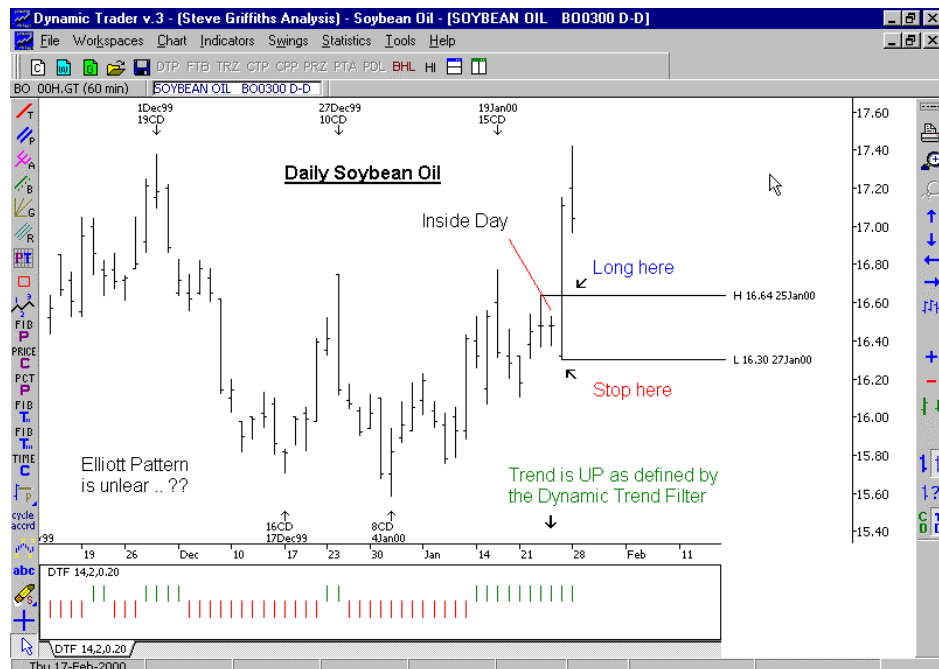 Dynamic Trader v.3 - (Steve Griffiths Analysis) - Soybean Oil - [SOYBEAN OIL BO0300 D-D]
File Workspaces Chart Indicators Swings Statistics Tools Help
C W G DTP FTB TRZ CTP CPP PRZ PTA PDL BHL HI
BO 00H.GT (60 min) SOYBEAN OIL BO0300 D-D
1Dec99 27Dec99 19Jan00
19CD 10CD 15CD
17.60
17.40
Daily Soybean Oil
17.20
Inside Day
17.00
Long here
16.80
H 16.64 25Jan00
16.60
16.40
L 16.30 27Jan00
Stop here
16.20
16.00
Elliott Pattern
is unlear .. ??
15.80
Trend is UP as defined by
the Dynamic Trend Filter
15.60
16CD 8CD
17Dec99 4Jan00
15.40
99 19 26 Dec 10 17 23 30 Jan 14 21 28 Feb 11
DTF 14,2,0.20
DTF 14,2,0.20
Thu 17-Feb-2000
T
P
A
B
G
R
PT
FIB
P
PRICE
C
PCT
P
FIB
T
FIB
T
TIME
C
P
cycle
accrd
abc
S
1?
C T
D D